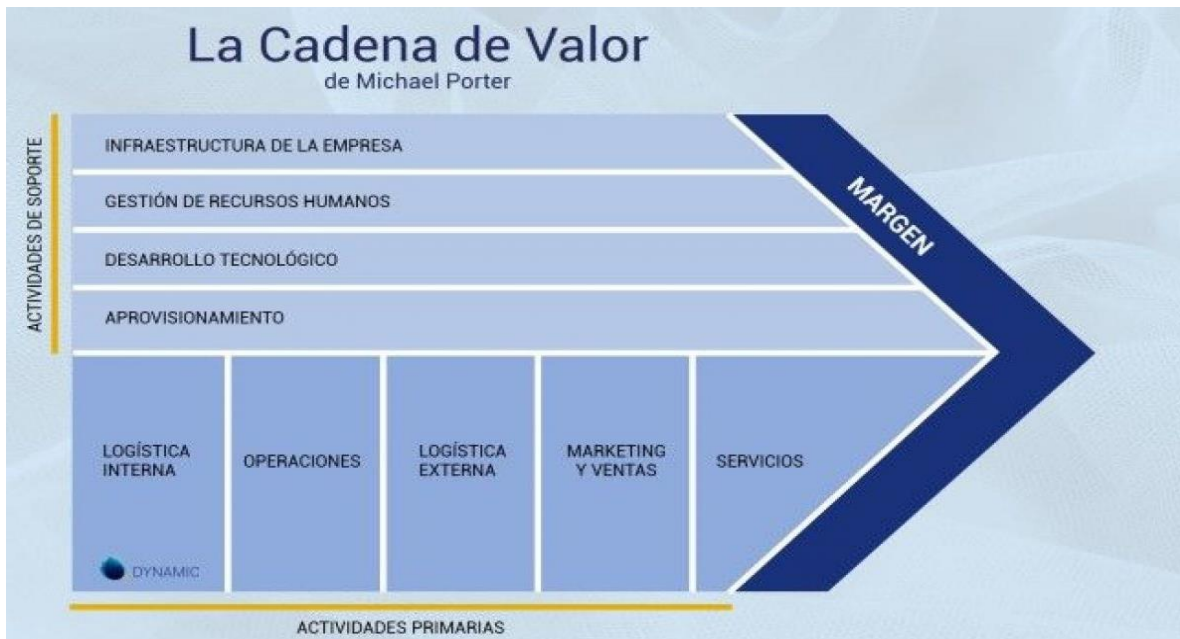 La Cadena de Valor
de Michael Porter
ACTIVIDADES DE SOPORTE
INFRAESTRUCTURA DE LA EMPRESA
GESTIÓN DE RECURSOS HUMANOS
DESARROLLO TECNOLÓGICO
APROVISIONAMIENTO
MARGEN
LOGÍSTICA
INTERNA
OPERACIONES
LOGÍSTICA
EXTERNA
MARKETING
Y VENTAS
SERVICIOS
DYNAMIC
ACTIVIDADES PRIMARIAS